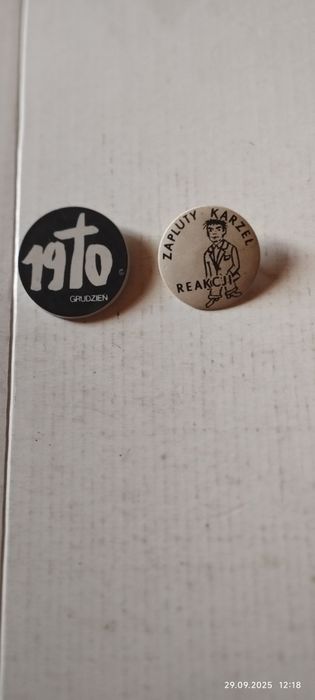 1970
GRUDZIEŃ
ZAPLUTY KARZEŁ
REAKCJI
29.09.2025 12:18